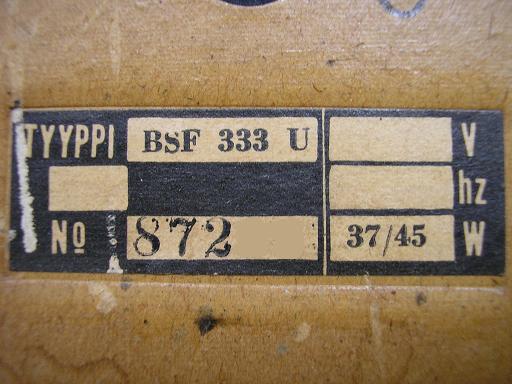 TYYPPI BSF 333 U V
hz
No 872 37/45 W